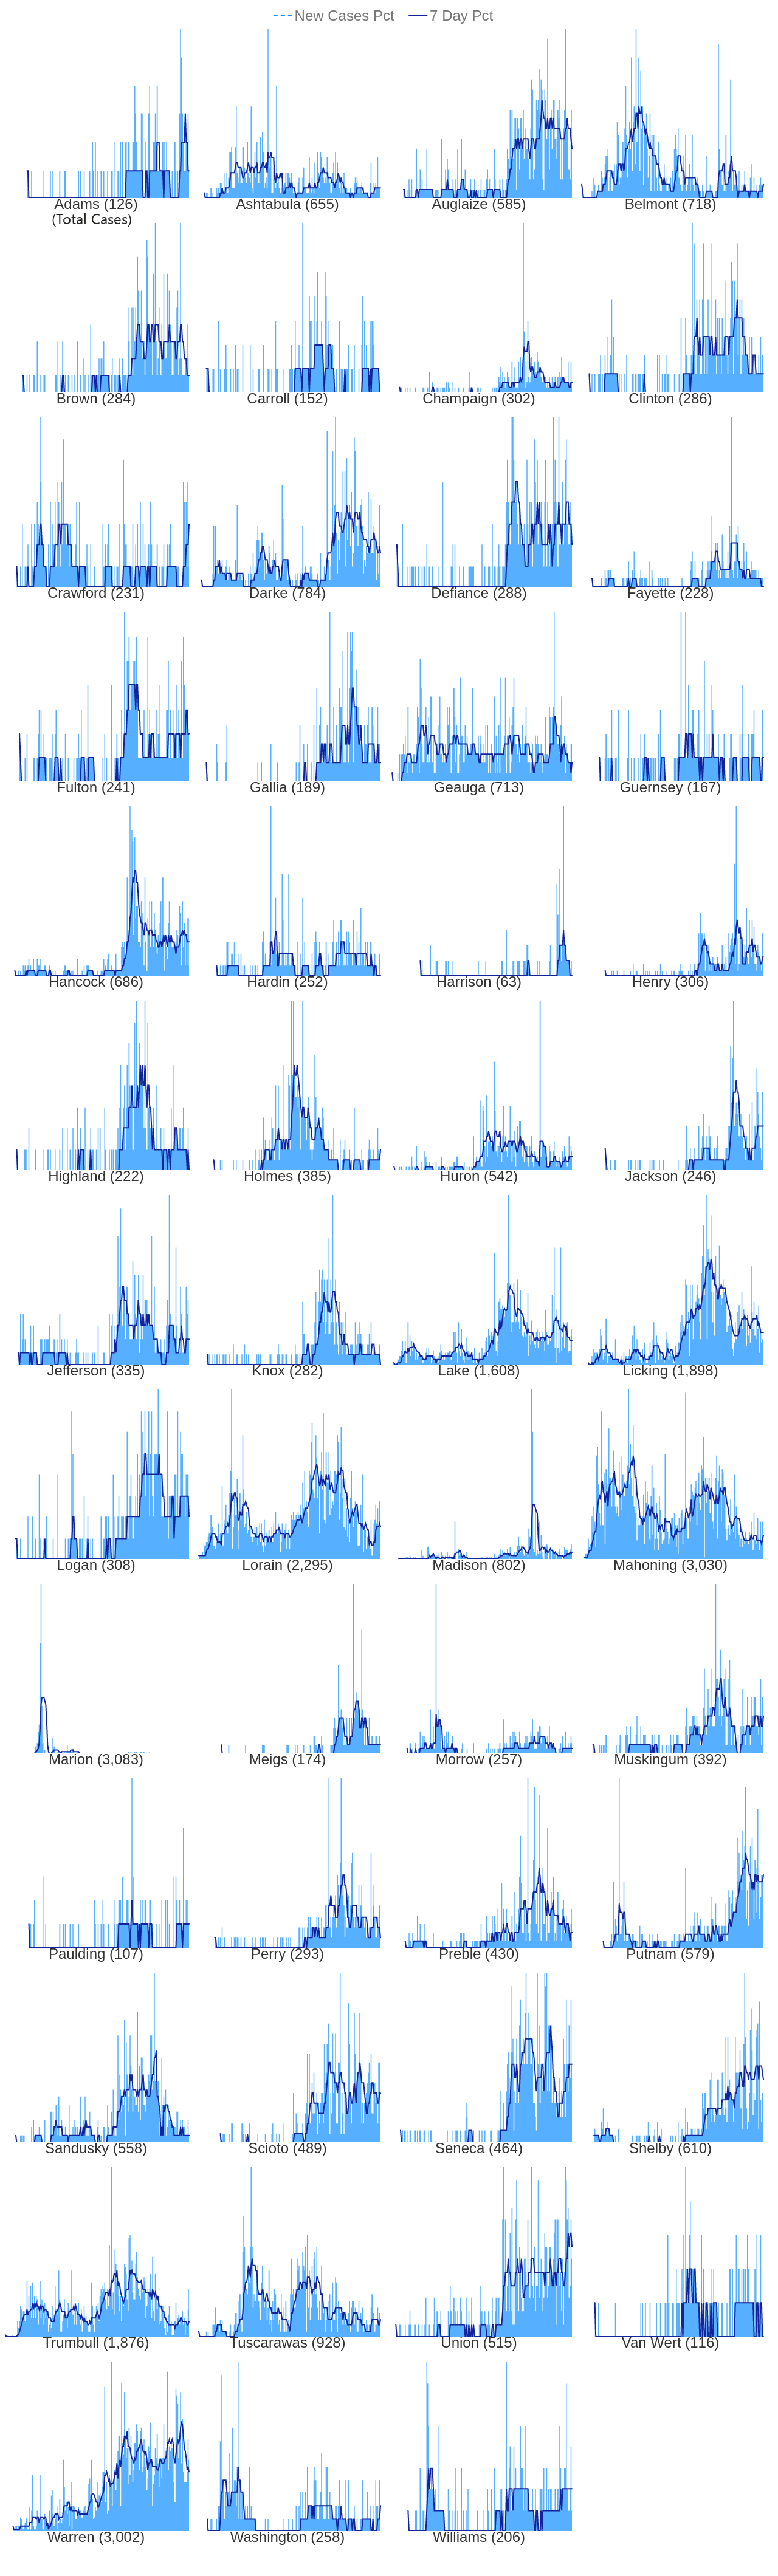 New Cases Pct 7 Day Pct
Adams (126) Ashtabula (655) Auglaize (585) Belmont (718)
(Total Cases)
Brown (284) Carroll (152) Champaign (302) Clinton (286)
Crawford (231) Darke (784) Defiance (288) Fayette (228)
Fulton (241) Gallia (189) Geauga (713) Guernsey (167)
Hancock (686) Hardin (252) Harrison (63) Henry (306)
Highland (222) Holmes (385) Huron (542) Jackson (246)
Jefferson (335) Knox (282) Lake (1,608) Licking (1,898)
Logan (308) Lorain (2,295) Madison (802) Mahoning (3,030)
Marion (3,083) Meigs (174) Morrow (257) Muskingum (392)
Paulding (107) Perry (293) Preble (430) Putnam (579)
Sandusky (558) Scioto (489) Seneca (464) Shelby (610)
Trumbull (1,876) Tuscarawas (928) Union (515) Van Wert (116)
Warren (3,002) Washington (258) Williams (206)